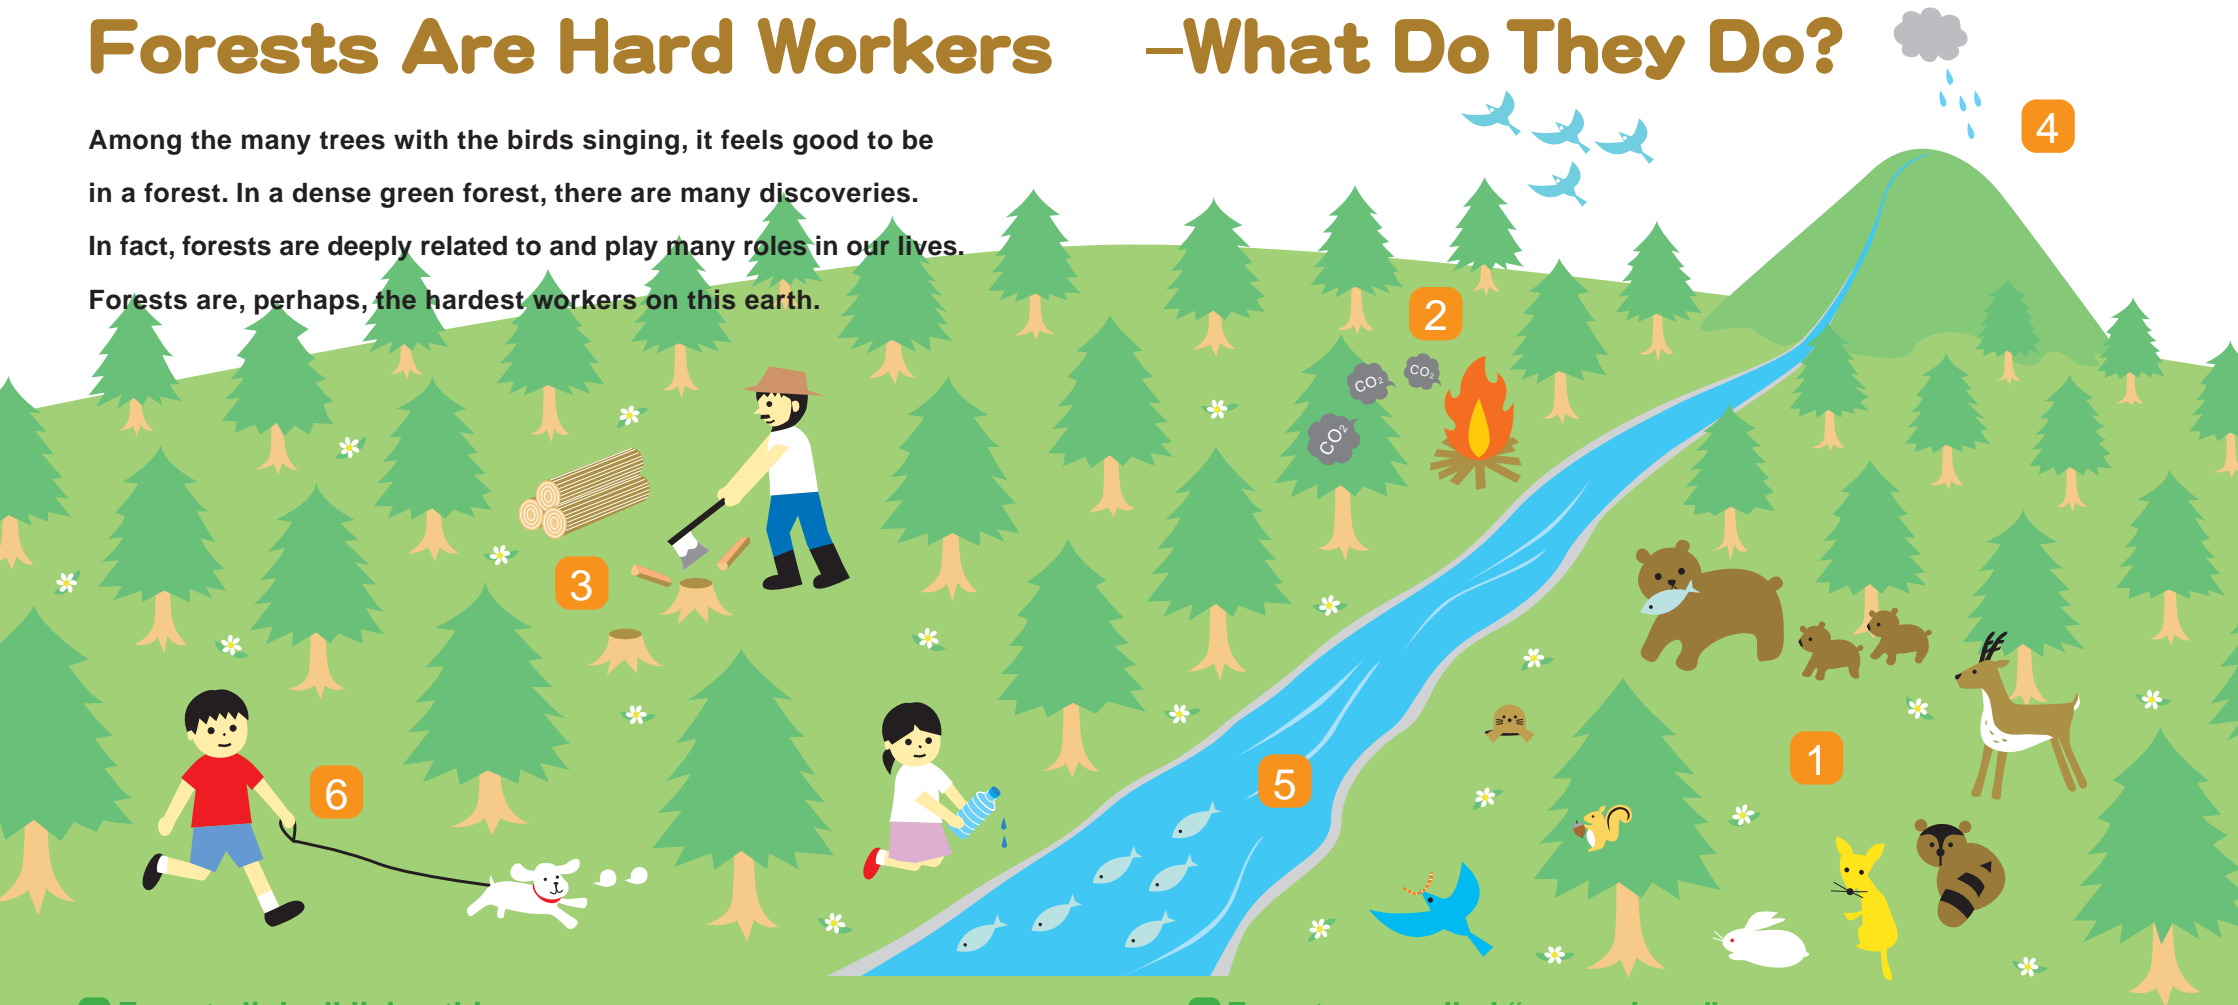 Forests Are Hard Workers –What Do They Do?
Among the many trees with the birds singing, it feels good to be
in a forest. In a dense green forest, there are many discoveries.
In fact, forests are deeply related to and play many roles in our lives.
Forests are, perhaps, the hardest workers on this earth.
4
2
CO2
CO2
CO2
3
1
5
6